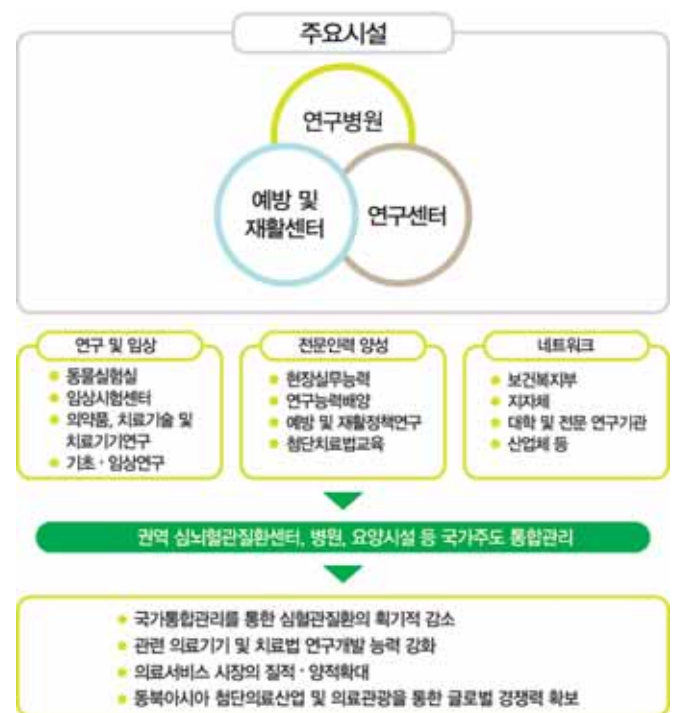 주요시설
연구병원
예방 및
재활센터
연구센터
연구 및 임상
동물실험실
임상시험센터
의약품, 치료기술 및
치료기기연구
기초 · 임상연구
전문인력 양성
현장실무능력
연구능력배양
예방 및 재활정책연구
첨단치료법교육
네트워크
보건복지부
지자체
대학 및 전문 연구기관
산업체 등
권역 심뇌혈관질환센터, 병원, 요양시설 등 국가주도 통합관리
국가통합관리를 통한 심혈관질환의 획기적 감소
관련 의료기기 및 치료법 연구개발 능력 강화
의료서비스 시장의 질적 · 양적확대
동북아시아 첨단의료산업 및 의료관광을 통한 글로벌 경쟁력 확보